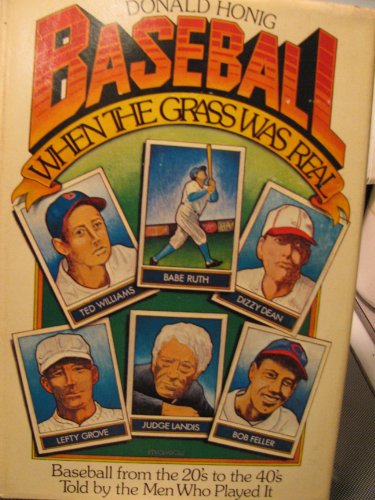 DONALD HONIG
BASEBALL
WHEN THE GRASS WAS REAL
TED WILLIAMS
BABE RUTH
DIZZY DEAN
LEFTY GROVE
JUDGE LANDIS
BOB FELLER
Baseball from the 20's to the 40's
Told by the Men Who Played It